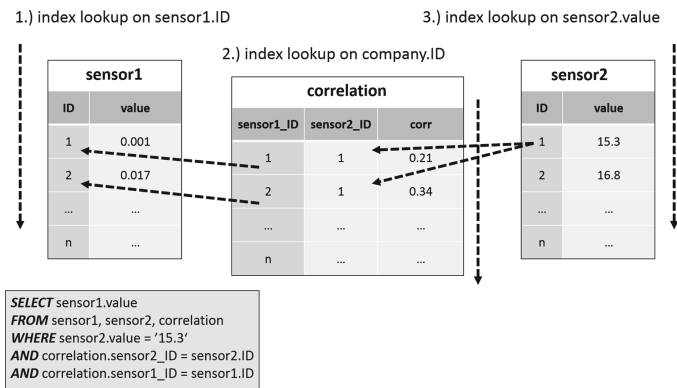 1.) index lookup on sensor1.ID
3.) index lookup on sensor2.value
2.) index lookup on company.ID
sensor1
ID value
1 0.001
2 0.017
... ...
n ...
correlation
sensor1_ID sensor2_ID corr
1 1 0.21
2 1 0.34
... ... ...
n ... ...
sensor2
ID value
1 15.3
2 16.8
... ...
n ...
SELECT sensor1.value
FROM sensor1, sensor2, correlation
WHERE sensor2.value = ’15.3‘
AND correlation.sensor2_ID = sensor2.ID
AND correlation.sensor1_ID = sensor1.ID